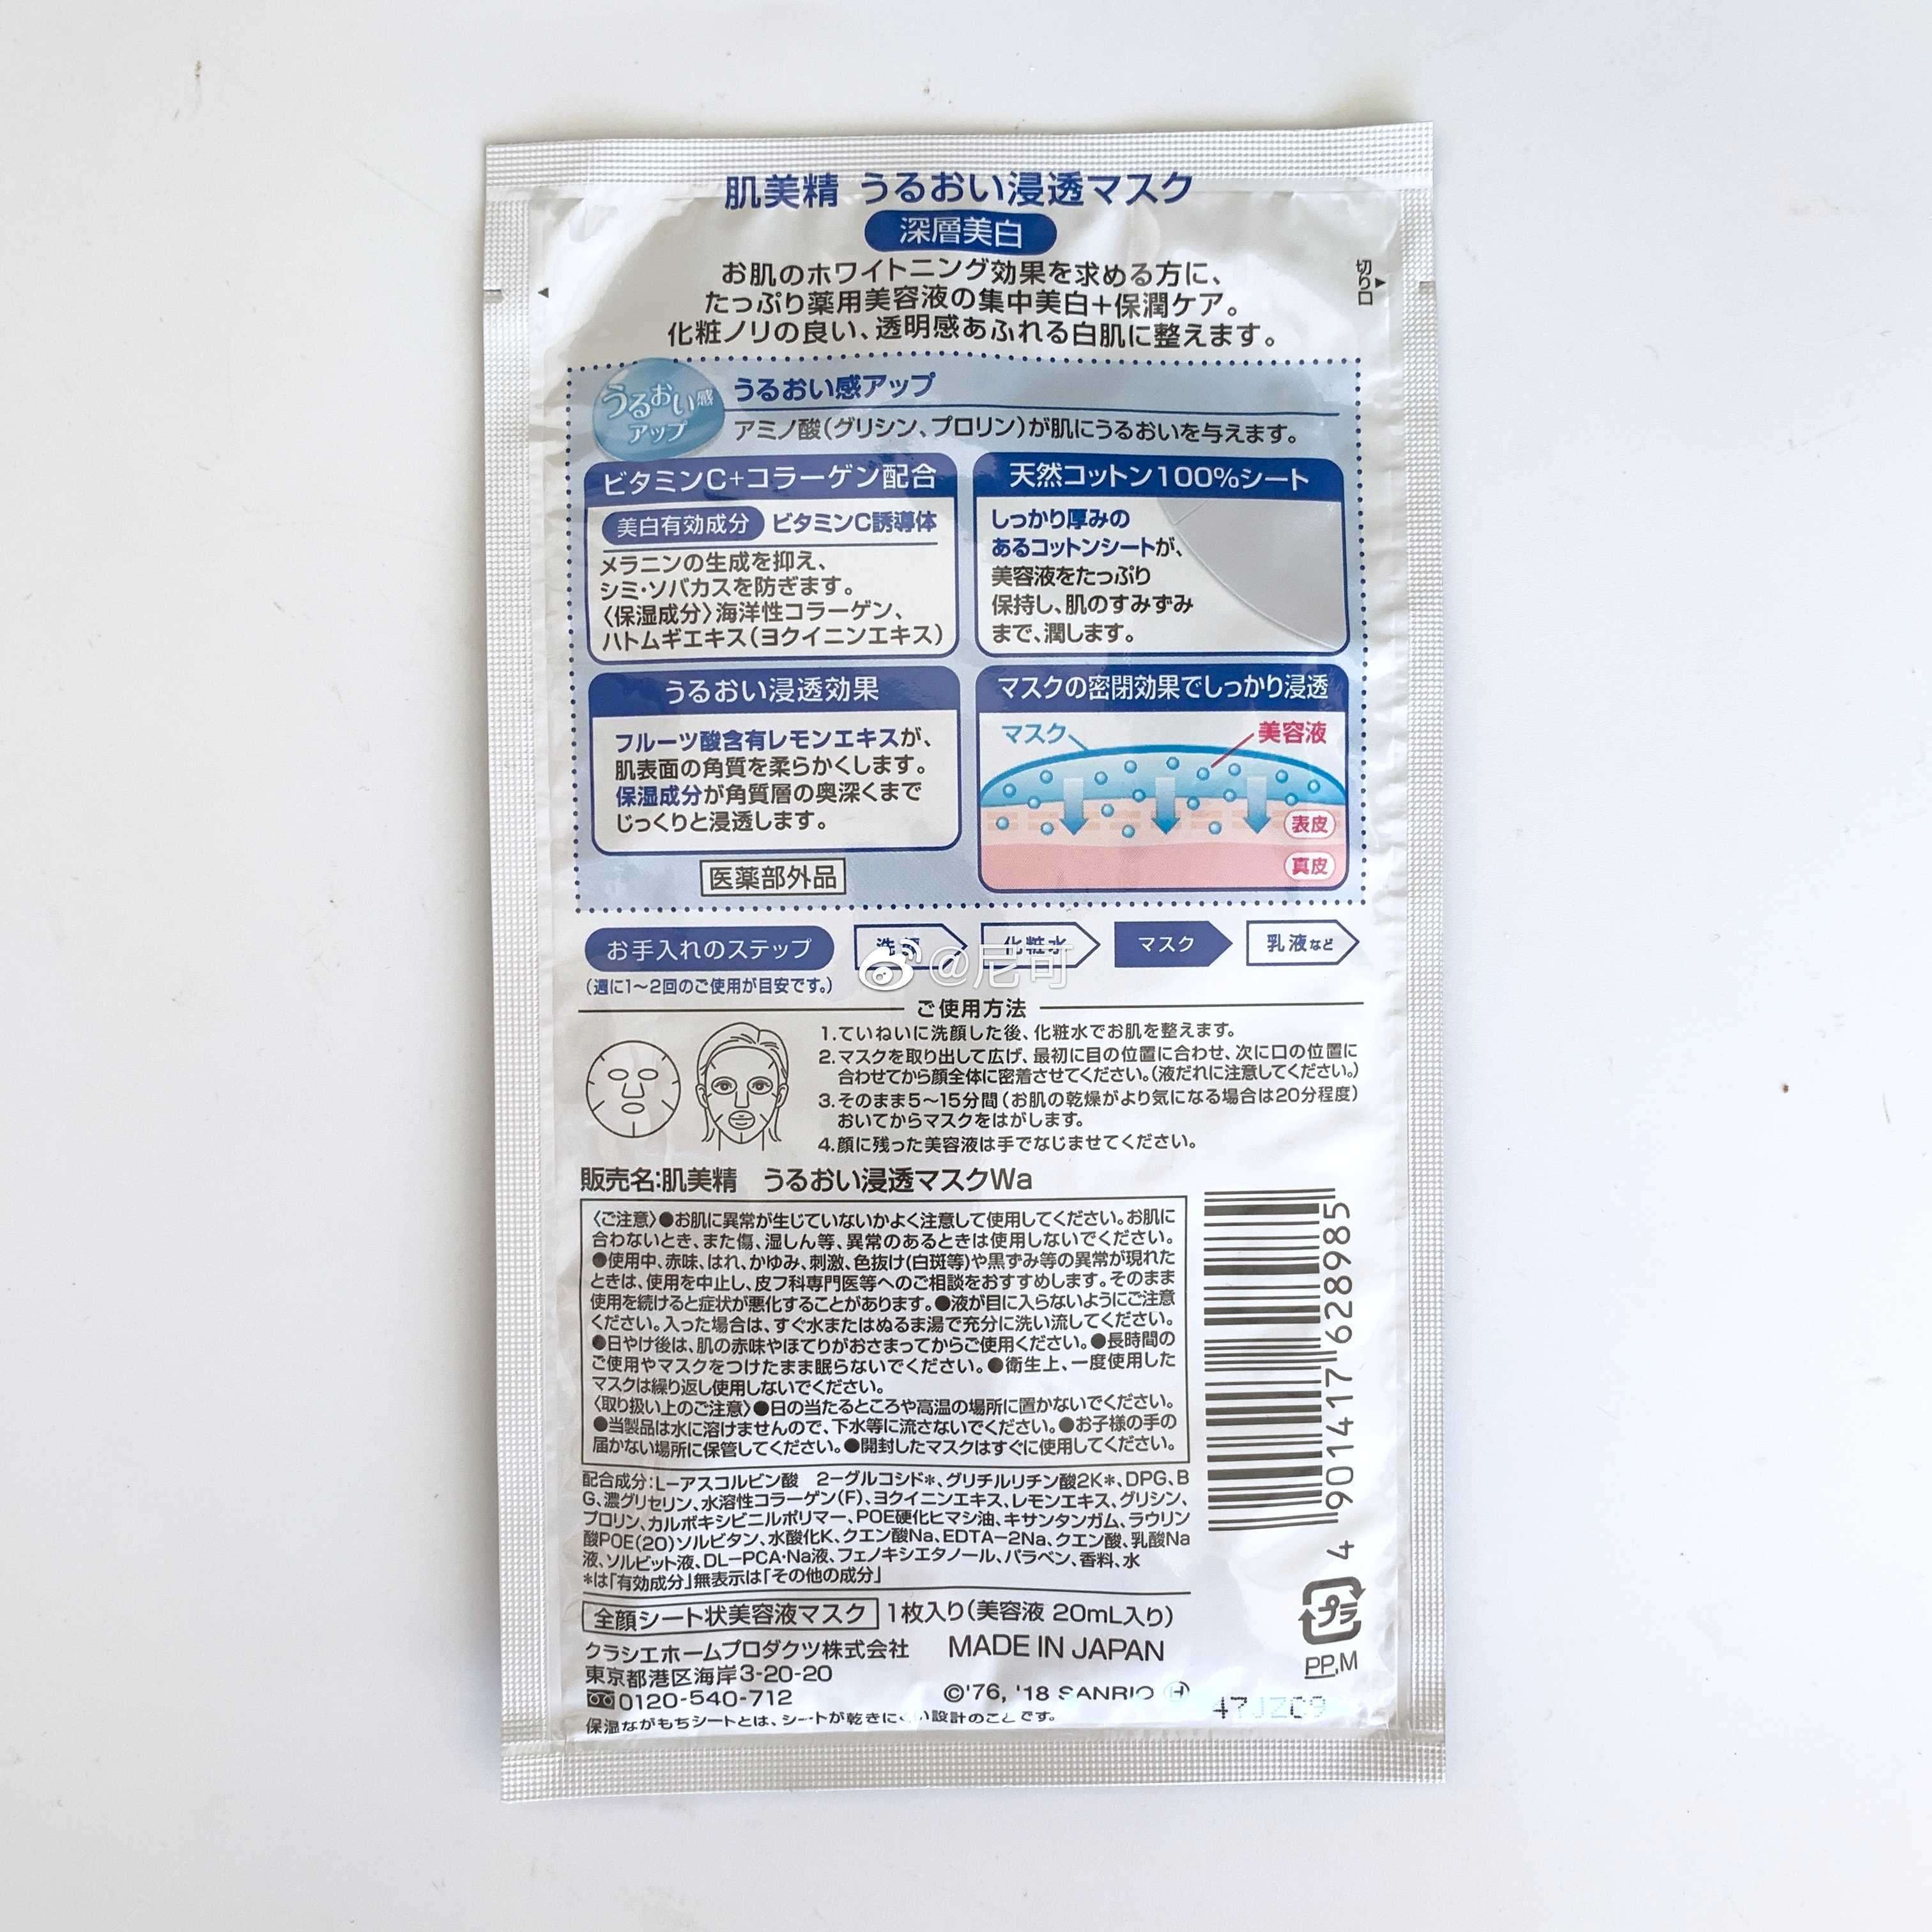 肌美精 うるおい浸透マスク
深層美白
お肌のホワイトニング効果を求める方に、
たっぷり薬用美容液の集中美白+保潤ケア。
化粧ノリの良い、透明感あふれる白肌に整えます。
切り口
うるおい感
アップ
うるおい感アップ
アミノ酸(グリシン、プロリン)が肌にうるおいを与えます。
ビタミンC+コラーゲン配合
美白有効成分 ビタミンC誘導体
メラニンの生成を抑え、
シミ・ソバカスを防ぎます。
〈保湿成分〉海洋性コラーゲン、
ハトムギエキス(ヨクイニンエキス)
天然コットン100%シート
しっかり厚みの
あるコットンシートが、
美容液をたっぷり
保持し、肌のすみずみ
まで、潤します。
うるおい浸透効果
フルーツ酸含有レモンエキスが、
肌表面の角質を柔らかくします。
保湿成分が角質層の奥深くまで
じっくりと浸透します。
マスクの密閉効果でしっかり浸透
マスク
美容液
表皮
真皮
医薬部外品
お手入れのステップ
洗顔
化粧水
マスク
乳液など
@尼可
(週に1〜2回のご使用が目安です。)
ご使用方法
1.ていねいに洗顔した後、化粧水でお肌を整えます。
2.マスクを取り出して広げ、最初に目の位置に合わせ、次に口の位置に
合わせてから顔全体に密着させてください。(液だれに注意してください。)
3.そのまま5〜15分間(お肌の乾燥がより気になる場合は20分程度)
おいてからマスクをはがします。
4.顔に残った美容液は手でなじませてください。
販売名:肌美精 うるおい浸透マスクWa
〈ご注意〉●お肌に異常が生じていないかよく注意して使用してください。お肌に
合わないとき、また傷、湿しん等、異常のあるときは使用しないでください。
●使用中、赤味、はれ、かゆみ、刺激、色抜け(白斑等)や黒ずみ等の異常が現れた
ときは、使用を中止し、皮フ科専門医等へのご相談をおすすめします。そのまま
使用を続けると症状が悪化することがあります。●液が目に入らないようにご注意
ください。入った場合は、すぐ水またはぬるま湯で充分に洗い流してください。
●日やけ後は、肌の赤味やほてりがおさまってからご使用ください。●長時間の
ご使用やマスクをつけたまま眠らないでください。●衛生上、一度使用した
マスクは繰り返し使用しないでください。
〈取り扱い上のご注意〉●日の当たるところや高温の場所に置かないでください。
●当製品は水に溶けませんので、下水等に流さないでください。●お子様の手の
届かない場所に保管してください。●開封したマスクはすぐに使用してください。
配合成分:L-アスコルビン酸 2-グルコシド*、グリチルリチン酸2K*、DPG、B
G、濃グリセリン、水溶性コラーゲン(F)、ヨクイニンエキス、レモンエキス、グリシン、
プロリン、カルボキシビニルポリマー、POE硬化ヒマシ油、キサンタンガム、ラウリン
酸POE(20)ソルビタン、水酸化K、クエン酸Na、EDTA-2Na、クエン酸、乳酸Na
液、ソルビット液、DL-PCA・Na液、フェノキシエタノール、パラベン、香料、水
*は「有効成分」無表示は「その他の成分」
4 901417 628985
全顔シート状美容液マスク 1枚入り(美容液 20mL入り)
クラシエホームプロダクツ株式会社 MADE IN JAPAN
東京都港区海岸3-20-20
0120-540-712
©'76, '18 SANRIO Ⓗ
保湿ながもちシートとは、シートが乾きにくい設計のことです。
プラ
PP,M
47JZC9